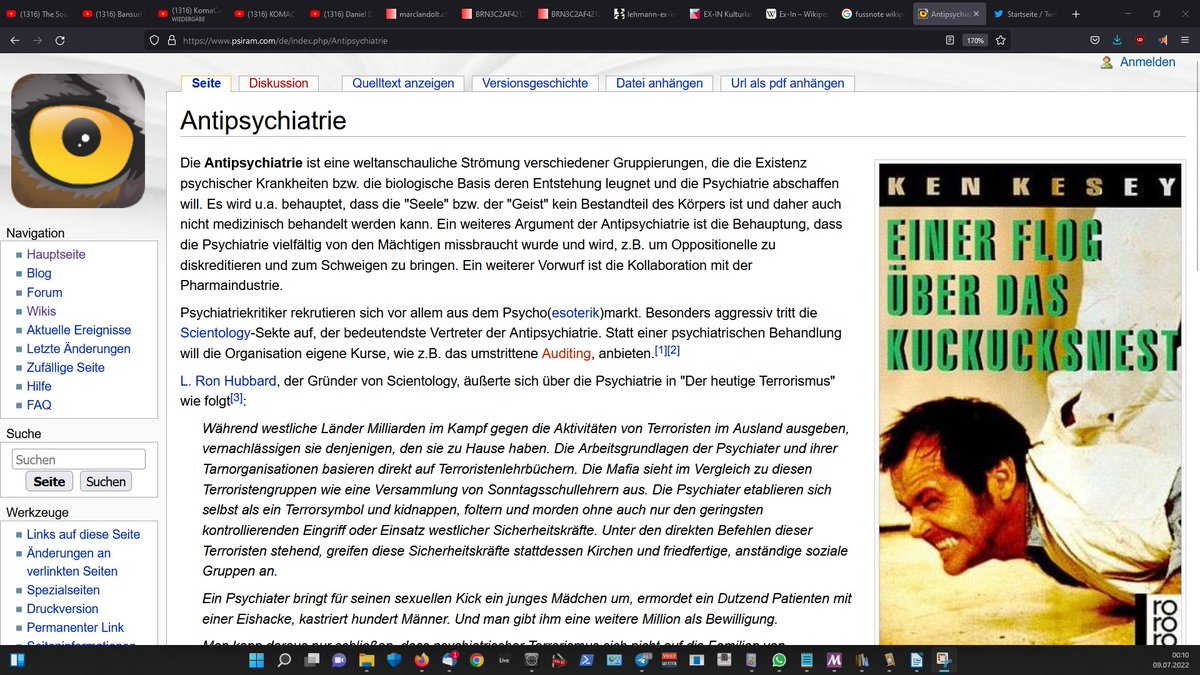 (1316) The Sou
(1316) Bansun
(1316) KomaCa
WIEDERGABE
(1316) KOMAC
(1316) Daniel D
marclandolt.ch
BRN3C2AF421
BRN3C2AF421
lehmann-ex-in
EX-IN Kulturler
Ex-In – Wikipe
fussnote wikip
Antipsychiat
Startseite / Twi
https://www.psiram.com/de/index.php/Antipsychiatrie
170%
Anmelden
Seite
Diskussion
Quelltext anzeigen
Versionsgeschichte
Datei anhängen
Url als pdf anhängen
Antipsychiatrie
Die Antipsychiatrie ist eine weltanschauliche Strömung verschiedener Gruppierungen, die die Existenz
psychischer Krankheiten bzw. die biologische Basis deren Entstehung leugnet und die Psychiatrie abschaffen
will. Es wird u.a. behauptet, dass die "Seele" bzw. der "Geist" kein Bestandteil des Körpers ist und daher auch
nicht medizinisch behandelt werden kann. Ein weiteres Argument der Antipsychiatrie ist die Behauptung, dass
die Psychiatrie vielfältig von den Mächtigen missbraucht wurde und wird, z.B. um Oppositionelle zu
diskreditieren und zum Schweigen zu bringen. Ein weiterer Vorwurf ist die Kollaboration mit der
Pharmaindustrie.
Psychiatriekritiker rekrutieren sich vor allem aus dem Psycho(esoterik)markt. Besonders aggressiv tritt die
Scientology-Sekte auf, der bedeutendste Vertreter der Antipsychiatrie. Statt einer psychiatrischen Behandlung
will die Organisation eigene Kurse, wie z.B. das umstrittene Auditing, anbieten.[1][2]
L. Ron Hubbard, der Gründer von Scientology, äußerte sich über die Psychiatrie in "Der heutige Terrorismus"
wie folgt[3]:
Während westliche Länder Milliarden im Kampf gegen die Aktivitäten von Terroristen im Ausland ausgeben,
vernachlässigen sie denjenigen, den sie zu Hause haben. Die Arbeitsgrundlagen der Psychiater und ihrer
Tarnorganisationen basieren direkt auf Terroristenlehrbüchern. Die Mafia sieht im Vergleich zu diesen
Terroristengruppen wie eine Versammlung von Sonntagsschullehrern aus. Die Psychiater etablieren sich
selbst als ein Terrorsymbol und kidnappen, foltern und morden ohne auch nur den geringsten
kontrollierenden Eingriff oder Einsatz westlicher Sicherheitskräfte. Unter den direkten Befehlen dieser
Terroristen stehend, greifen diese Sicherheitskräfte stattdessen Kirchen und friedfertige, anständige soziale
Gruppen an.
Ein Psychiater bringt für seinen sexuellen Kick ein junges Mädchen um, ermordet ein Dutzend Patienten mit
einer Eishacke, kastriert hundert Männer. Und man gibt ihm eine weitere Million als Bewilligung.
KEN KESEY
EINER FLOG
ÜBER DAS
KUCKUCKSNEST
ro
ro
ro
Navigation
Hauptseite
Blog
Forum
Wikis
Aktuelle Ereignisse
Letzte Änderungen
Zufällige Seite
Hilfe
FAQ
Suche
Suchen
Seite
Suchen
Werkzeuge
Links auf diese Seite
Änderungen an
verlinkten Seiten
Spezialseiten
Druckversion
Permanenter Link
Seiteninformationen
00:10
09.07.2022